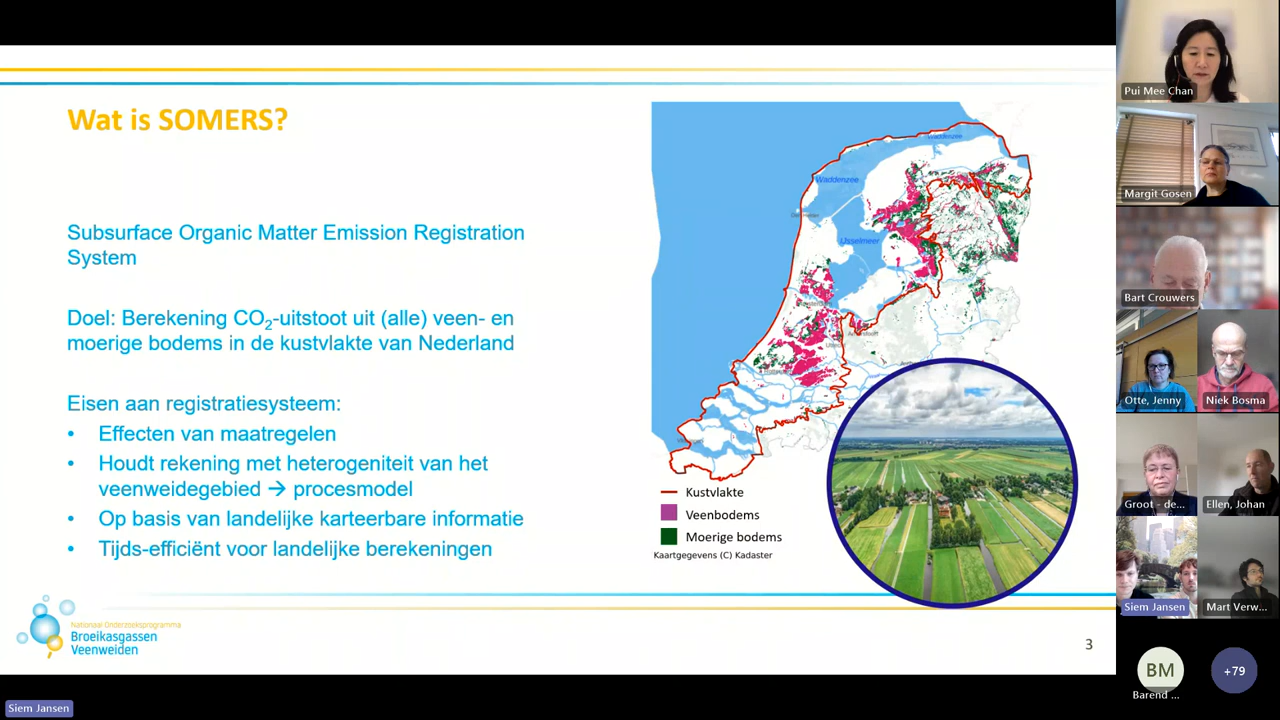 Wat is SOMERS?
Subsurface Organic Matter Emission Registration
System
Doel: Berekening CO2-uitstoot uit (alle) veen- en
moerige bodems in de kustvlakte van Nederland
Eisen aan registratiesysteem:
• Effecten van maatregelen
• Houdt rekening met heterogeniteit van het
veenweidegebied → procesmodel
• Op basis van landelijke karteerbare informatie
• Tijds-efficiënt voor landelijke berekeningen
Waddenzee
Waddenzee
IJsselmeer
Kustvlakte
Veenbodems
Moerige bodems
Kaartgegevens (C) Kadaster
Nationaal Onderzoeksprogramma
Broeikasgassen
Veenweiden
3
Siem Jansen
Pui Mee Chan
Margit Gosen
Bart Crouwers
Otte, Jenny
Niek Bosma
Groot - de...
Ellen, Johan
Siem Jansen
Mart Verw...
BM
Barend ...
+79